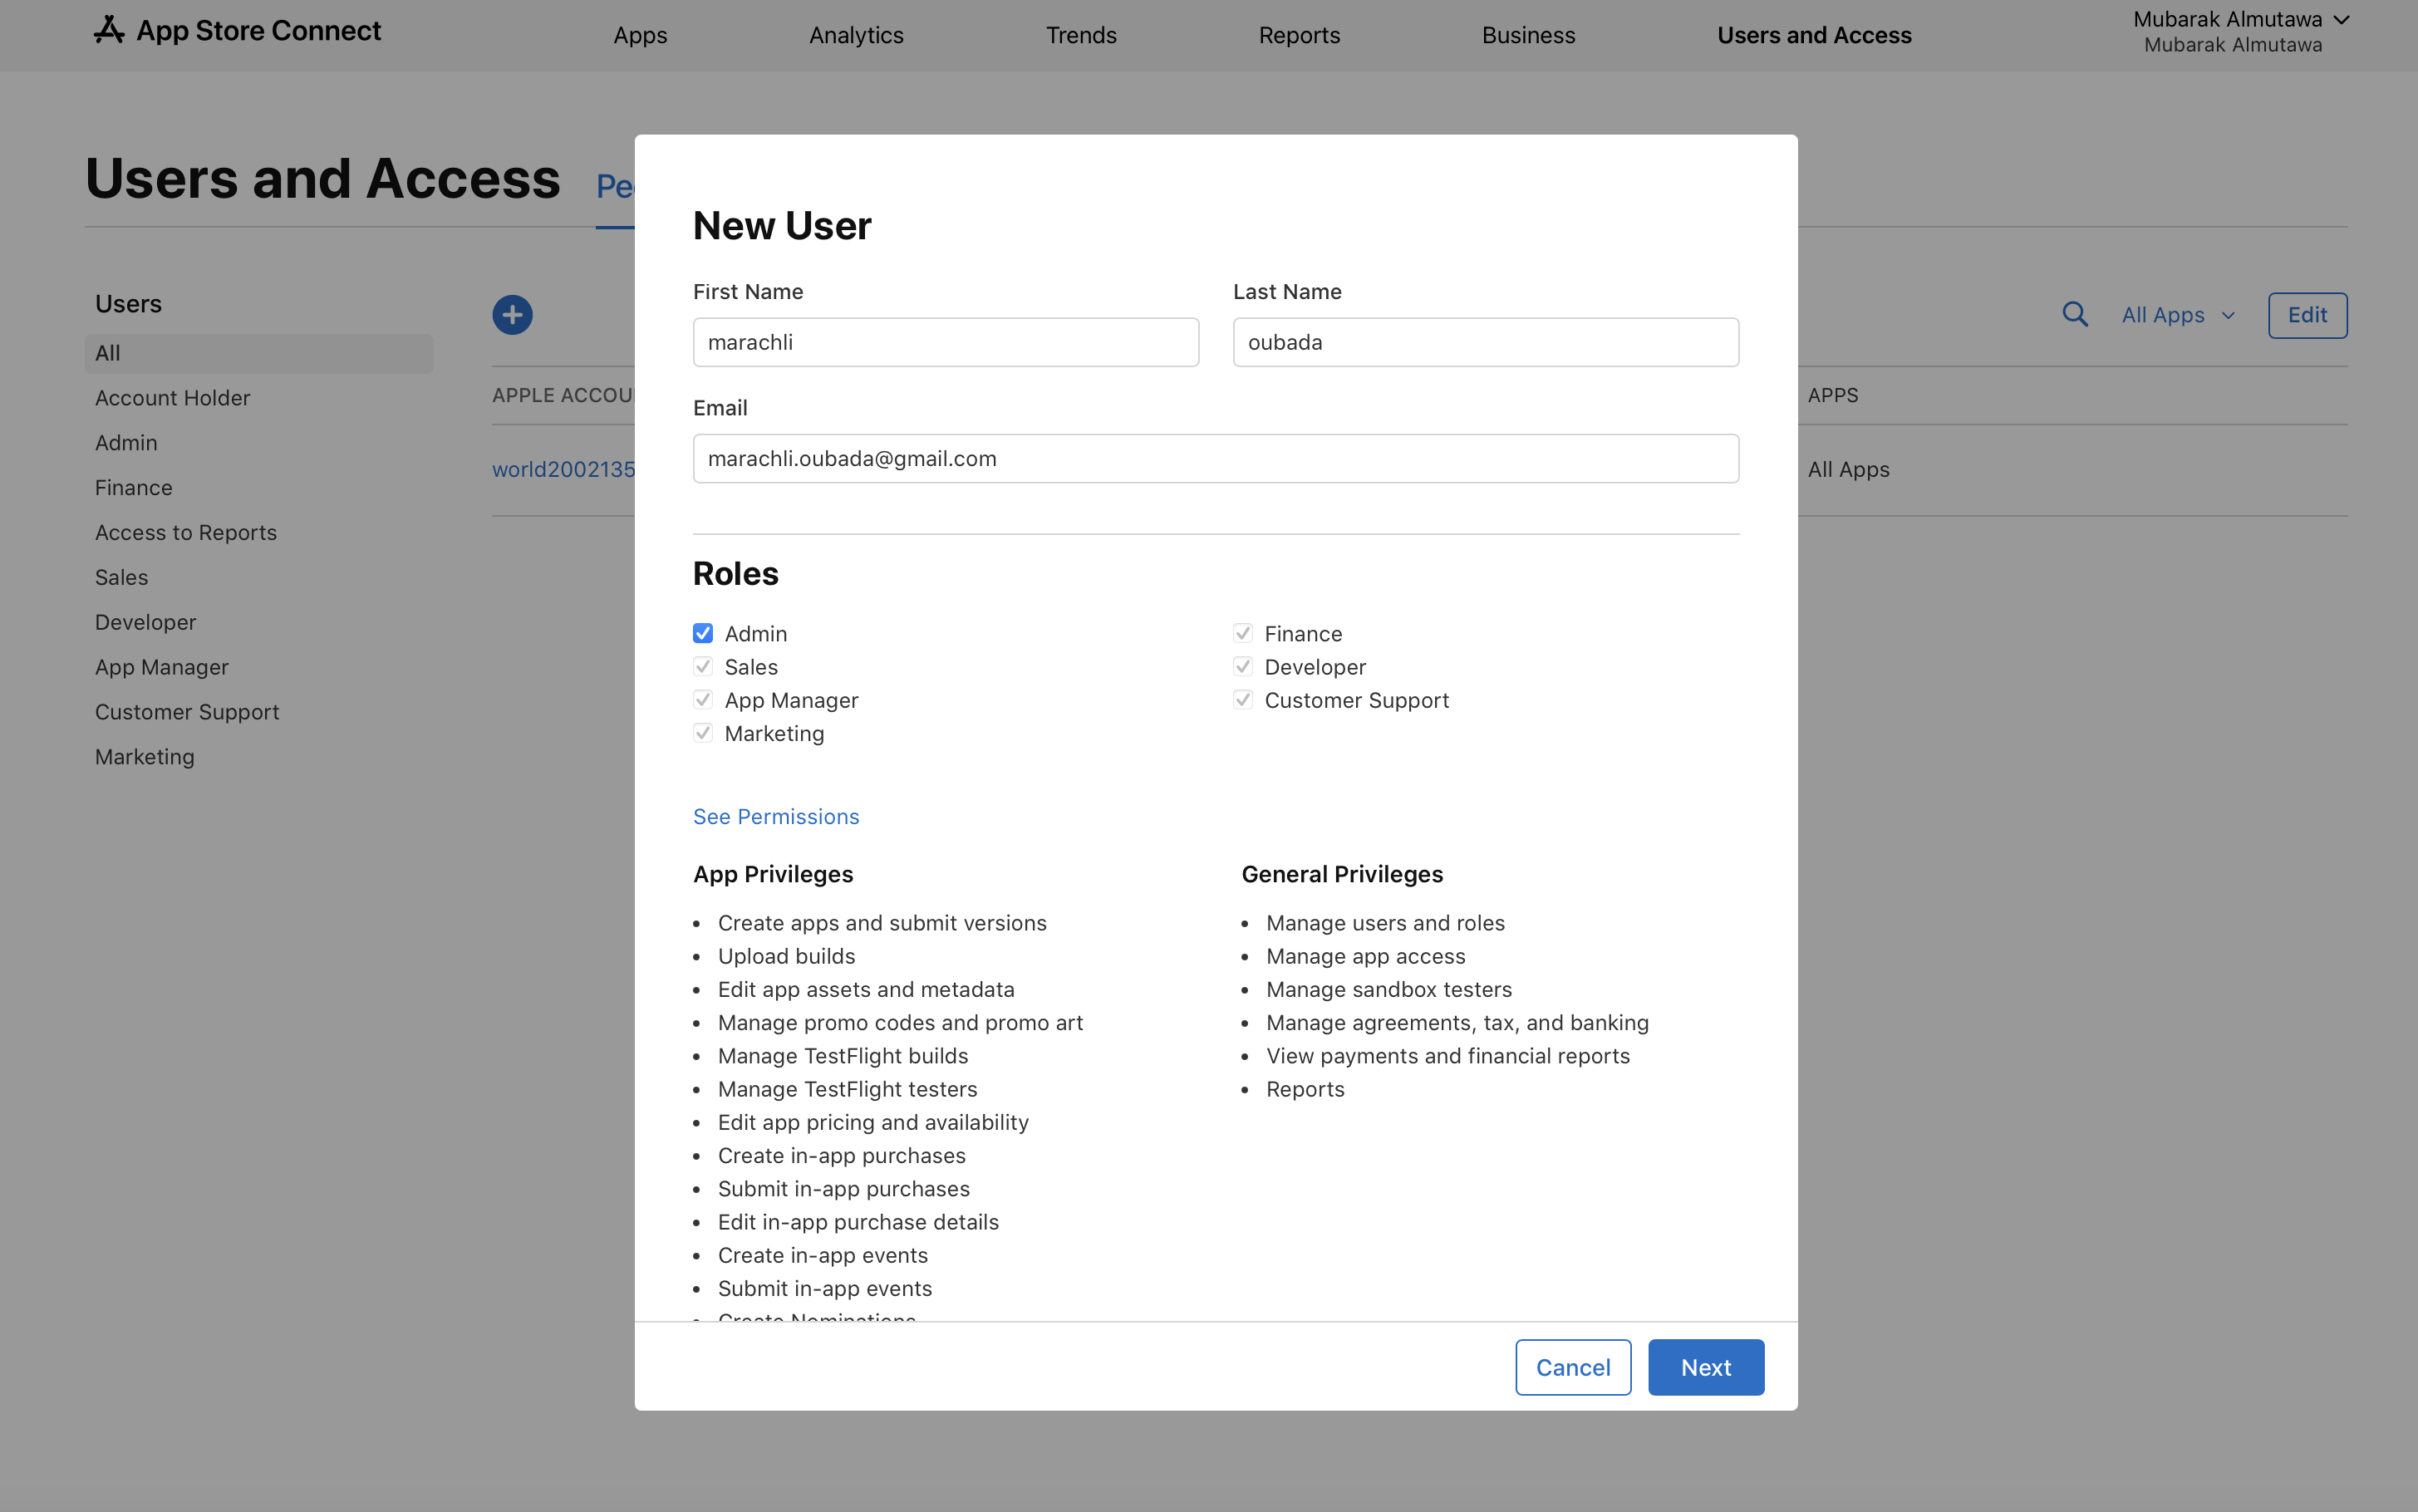 App Store Connect
Apps
Analytics
Trends
Reports
Business
Users and Access
Mubarak Almutawa
Mubarak Almutawa
Users and Access
Users
All
Account Holder
Admin
Finance
Access to Reports
Sales
Developer
App Manager
Customer Support
Marketing
APPLE ACCOU
world2002135
All Apps
Edit
APPS
All Apps
New User
First Name
Last Name
marachli
oubada
Email
marachli.oubada@gmail.com
Roles
Admin
Finance
Sales
Developer
App Manager
Customer Support
Marketing
See Permissions
App Privileges
Create apps and submit versions
Upload builds
Edit app assets and metadata
Manage promo codes and promo art
Manage TestFlight builds
Manage TestFlight testers
Edit app pricing and availability
Create in-app purchases
Submit in-app purchases
Edit in-app purchase details
Create in-app events
Submit in-app events
Create Nominations
General Privileges
Manage users and roles
Manage app access
Manage sandbox testers
Manage agreements, tax, and banking
View payments and financial reports
Reports
Cancel
Next